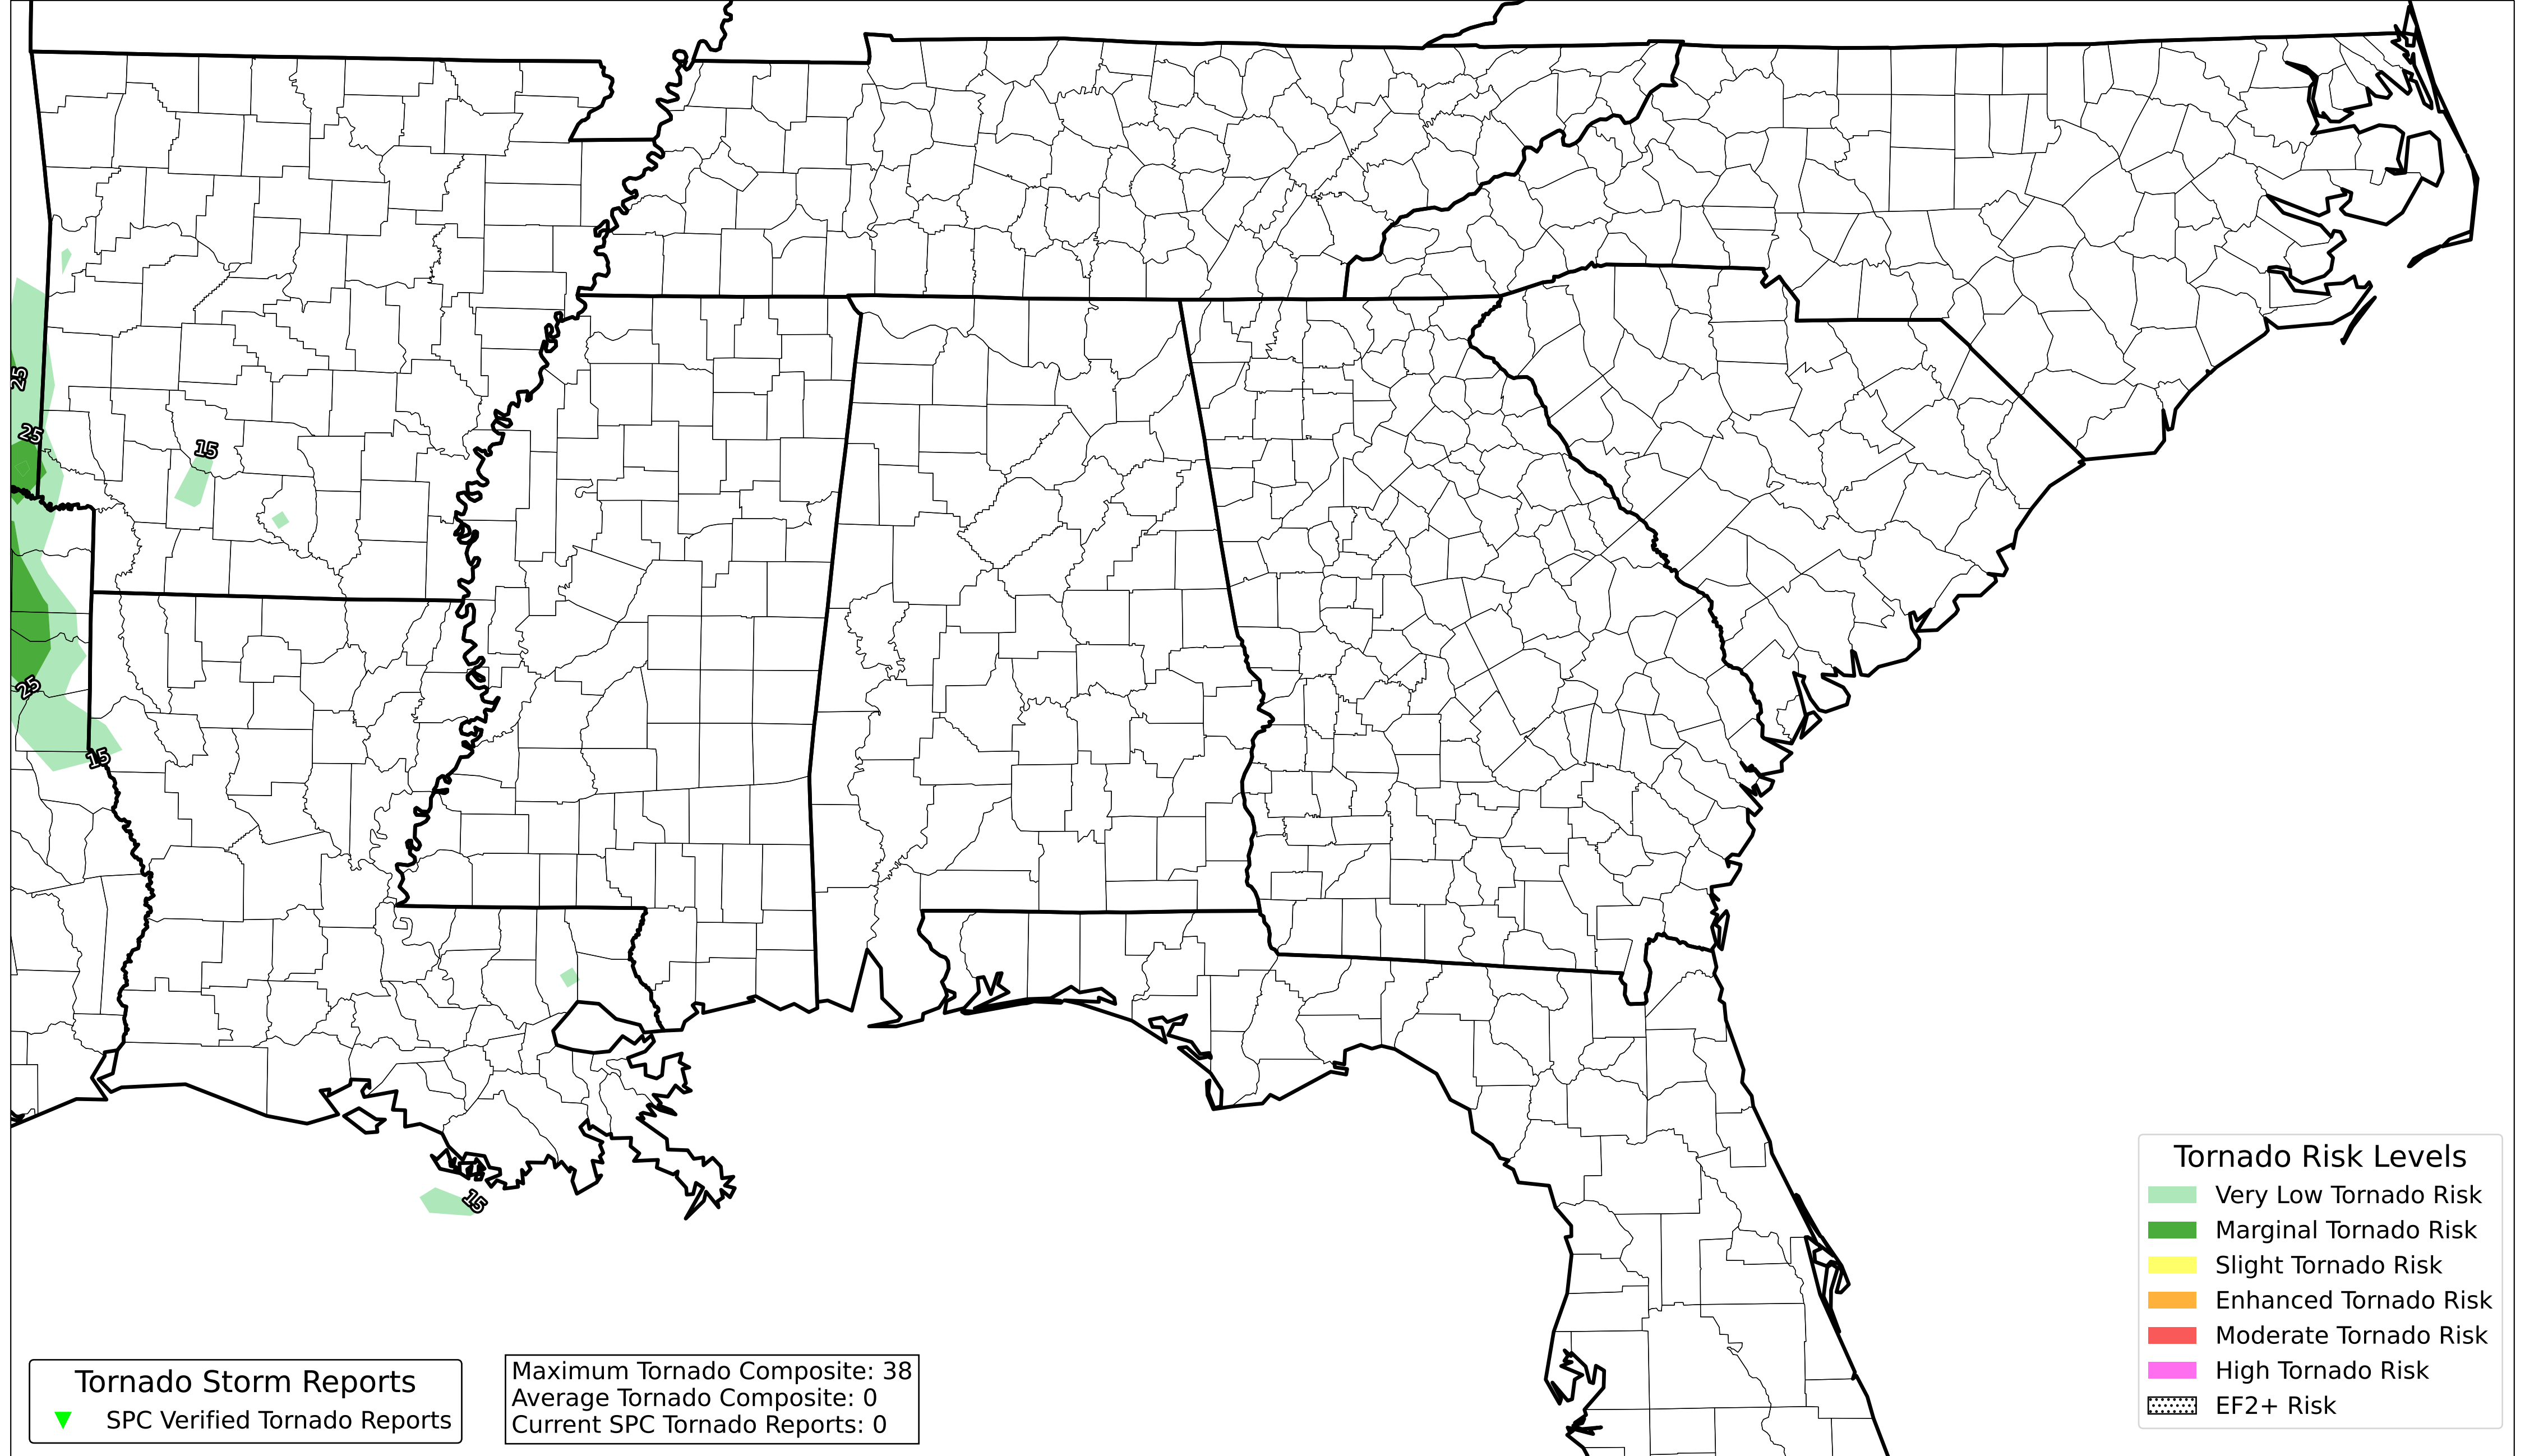 25
25
15
25
15
15
Tornado Storm Reports
SPC Verified Tornado Reports
Maximum Tornado Composite: 38
Average Tornado Composite: 0
Current SPC Tornado Reports: 0
Tornado Risk Levels
Very Low Tornado Risk
Marginal Tornado Risk
Slight Tornado Risk
Enhanced Tornado Risk
Moderate Tornado Risk
High Tornado Risk
EF2+ Risk